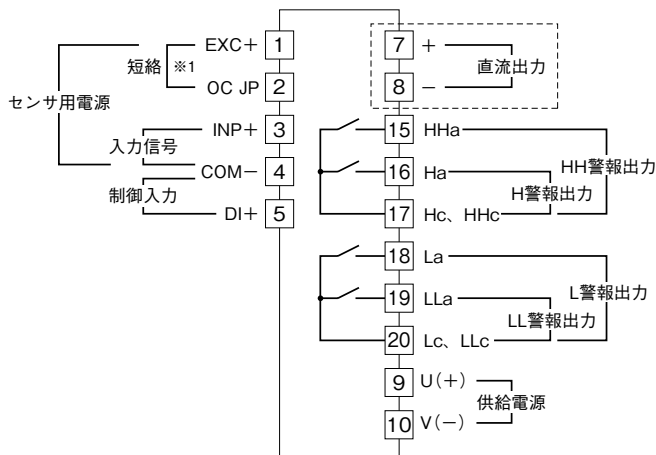 EXC+ 1
短絡 ※1
OC JP 2
センサ用電源
INP+ 3
入力信号
COM− 4
制御入力
DI+ 5
7 +
直流出力
8 −
15 HHa
HH警報出力
16 Ha
H警報出力
17 Hc、HHc
18 La
L警報出力
19 LLa
LL警報出力
20 Lc、LLc
9 U(+)
供給電源
10 V(−)